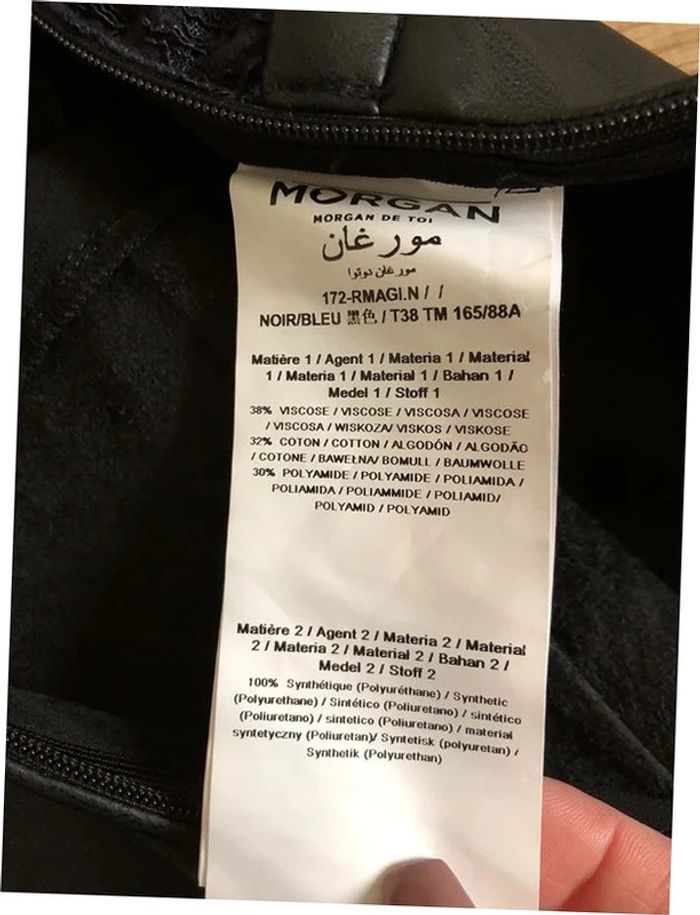 MORGAN
MORGAN DE TOI
مورغان
مورغان دوتوا
172-RMAGI.N / /
NOIR/BLEU 黑色 / T38 TM 165/88A
Matière 1 / Agent 1 / Materia 1 / Material
1 / Materia 1 / Material 1 / Bahan 1 /
Medel 1 / Stoff 1
38% VISCOSE / VISCOSE / VISCOSA / VISCOSE
/ VISCOSA / WISKOZA/ VISKOS / VISKOSE
32% COTON / COTTON / ALGODÓN / ALGODÃO
/ COTONE / BAWEŁNA/ BOMULL / BAUMWOLLE
30% POLYAMIDE / POLYAMIDE / POLIAMIDA /
POLIAMIDA / POLIAMMIDE / POLIAMID/
POLYAMID / POLYAMID
Matière 2 / Agent 2 / Materia 2 / Material
2 / Materia 2 / Material 2 / Bahan 2 /
Medel 2 / Stoff 2
100% Synthétique (Polyuréthane) / Synthetic
(Polyurethane) / Sintético (Poliuretano) / sintético
(Poliuretano) / sintetico (Poliuretano) / material
syntetyczny (Poliuretan)/ Syntetisk (polyuretan) /
Synthetik (Polyurethan)